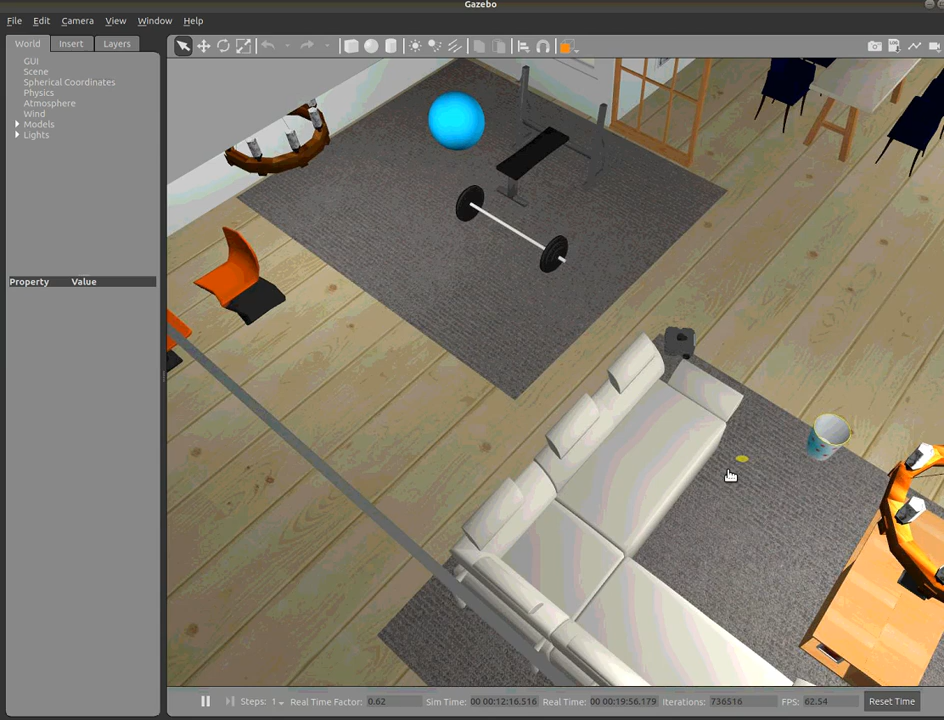 Gazebo
File Edit Camera View Window Help
World Insert Layers
GUI
Scene
Spherical Coordinates
Physics
Atmosphere
Wind
Models
Lights
Property Value
Steps: 1 Real Time Factor: 0.62 Sim Time: 00 00:12:16.516 Real Time: 00 00:19:56.179 Iterations: 736516 FPS: 62.54 Reset Time